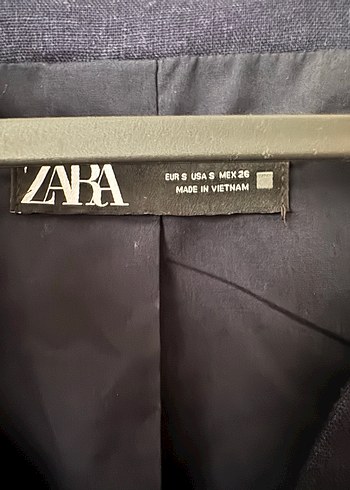 ZARA
EUR S USA S MEX 26
MADE IN VIETNAM